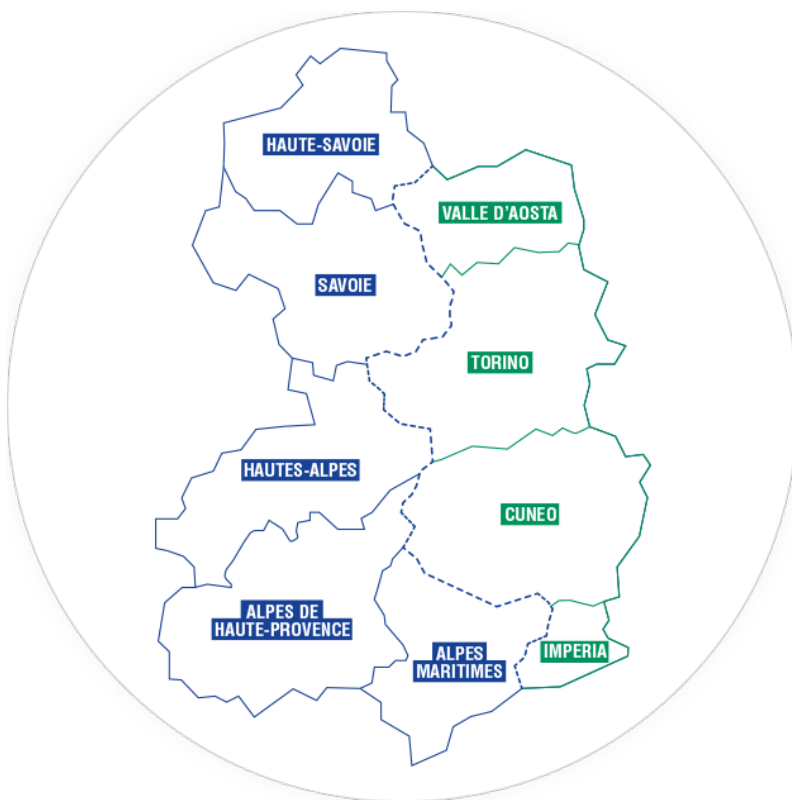 HAUTE-SAVOIE
VALLE D'AOSTA
SAVOIE
TORINO
HAUTES-ALPES
CUNEO
ALPES DE
HAUTE-PROVENCE
ALPES
MARITIMES
IMPERIA